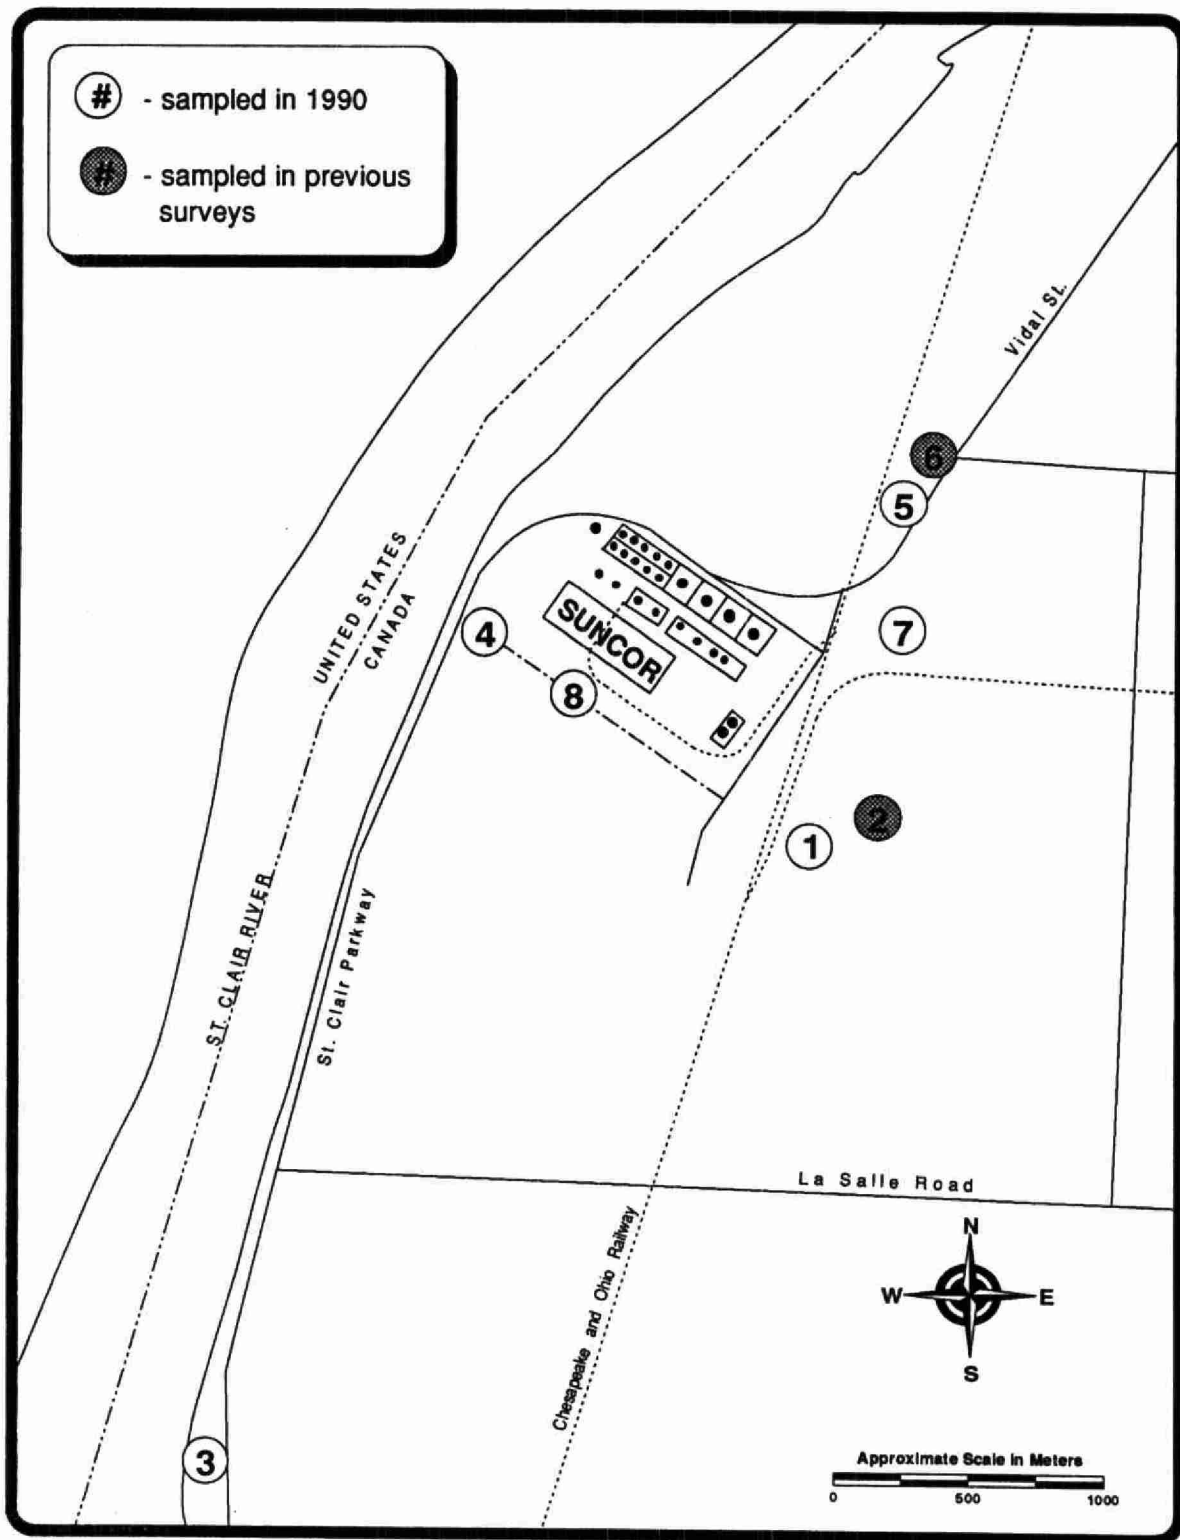 # - sampled in 1990
# - sampled in previous
surveys
Vidal St.
6
5
UNITED STATES
CANADA
SUNCOR
4
7
8
2
1
ST. CLAIR RIVER
St. Clair Parkway
La Salle Road
Chesapeake and Ohio Railway
N
W E
S
3
Approximate Scale in Meters
0 500 1000